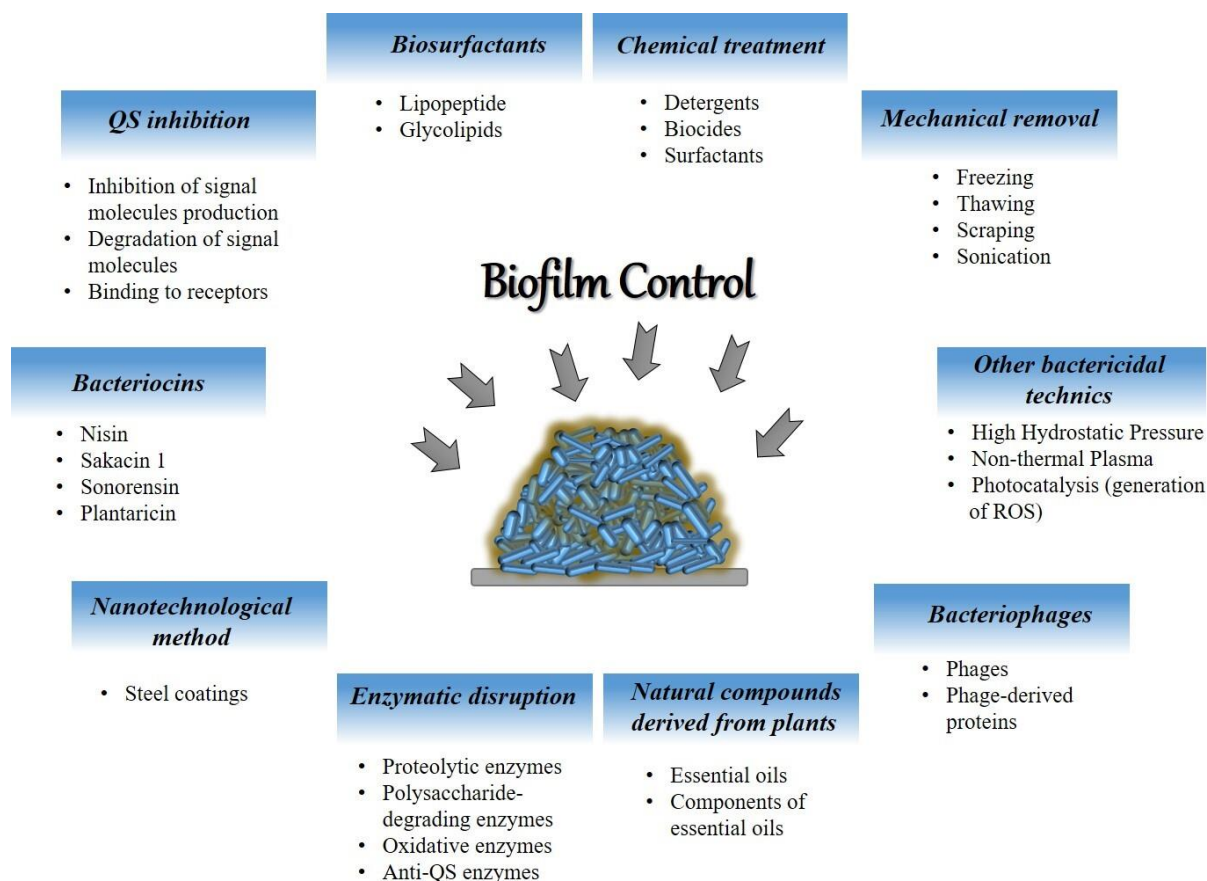 Biosurfactants
• Lipopeptide
• Glycolipids
Chemical treatment
• Detergents
• Biocides
• Surfactants
QS inhibition
• Inhibition of signal
molecules production
• Degradation of signal
molecules
• Binding to receptors
Mechanical removal
• Freezing
• Thawing
• Scraping
• Sonication
Biofilm Control
Bacteriocins
• Nisin
• Sakacin 1
• Sonorensin
• Plantaricin
Other bactericidal
technics
• High Hydrostatic Pressure
• Non-thermal Plasma
• Photocatalysis (generation
of ROS)
Nanotechnological
method
• Steel coatings
Enzymatic disruption
• Proteolytic enzymes
• Polysaccharide-
degrading enzymes
• Oxidative enzymes
• Anti-QS enzymes
Natural compounds
derived from plants
• Essential oils
• Components of
essential oils
Bacteriophages
• Phages
• Phage-derived
proteins